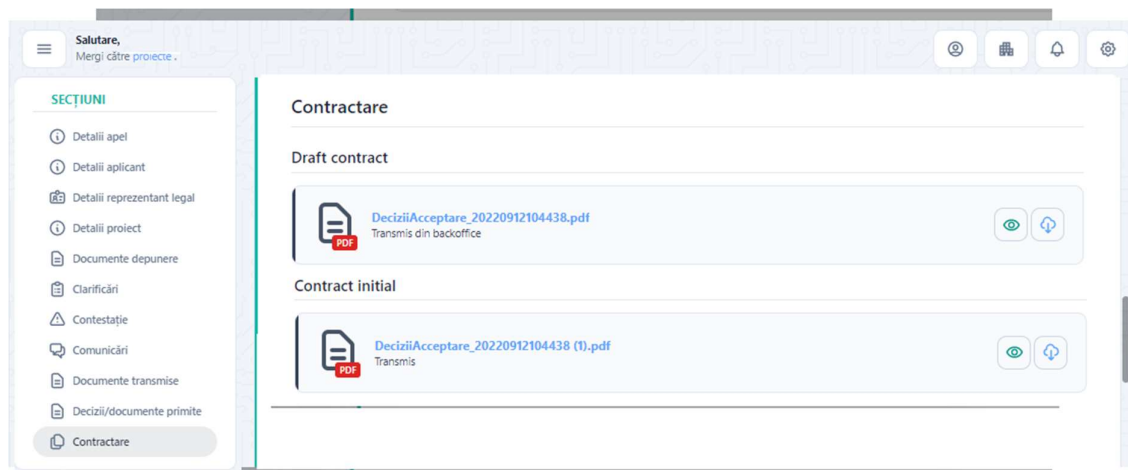 Salutare,
Mergi către proiecte .
SECȚIUNI
Detalii apel
Detalii aplicant
Detalii reprezentant legal
Detalii proiect
Documente depunere
Clarificări
Contestație
Comunicări
Documente transmise
Decizii/documente primite
Contractare
Contractare
Draft contract
PDF
DeciziiAcceptare_20220912104438.pdf
Transmis din backoffice
Contract initial
PDF
DeciziiAcceptare_20220912104438 (1).pdf
Transmis